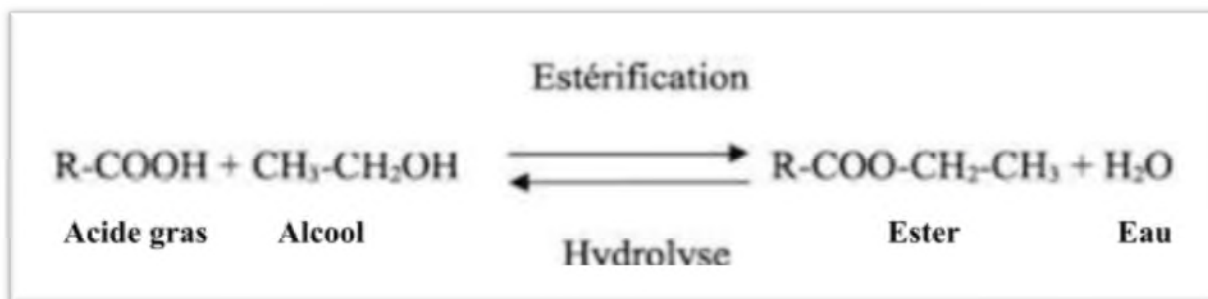 Estérification
R-COOH + CH₃-CH₂OH R-COO-CH₂-CH₃ + H₂O
Acide gras Alcool Ester Eau
Hydrolyse